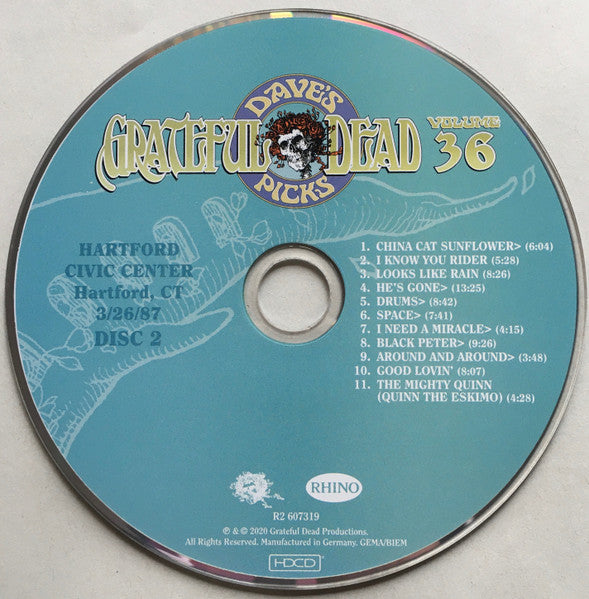 DAVE'S
GRATEFUL DEAD
PICKS
VOLUME
36
HARTFORD
CIVIC CENTER
Hartford, CT
3/26/87
DISC 2
1. CHINA CAT SUNFLOWER> (6:04)
2. I KNOW YOU RIDER (5:28)
3. LOOKS LIKE RAIN (8:26)
4. HE'S GONE> (13:25)
5. DRUMS> (8:42)
6. SPACE> (7:41)
7. I NEED A MIRACLE> (4:15)
8. BLACK PETER> (9:26)
9. AROUND AND AROUND> (3:48)
10. GOOD LOVIN' (8:07)
11. THE MIGHTY QUINN
(QUINN THE ESKIMO) (4:28)
RHINO
R2 607319
℗ & © 2020 Grateful Dead Productions.
All Rights Reserved. Manufactured in Germany. GEMA/BIEM
HDCD